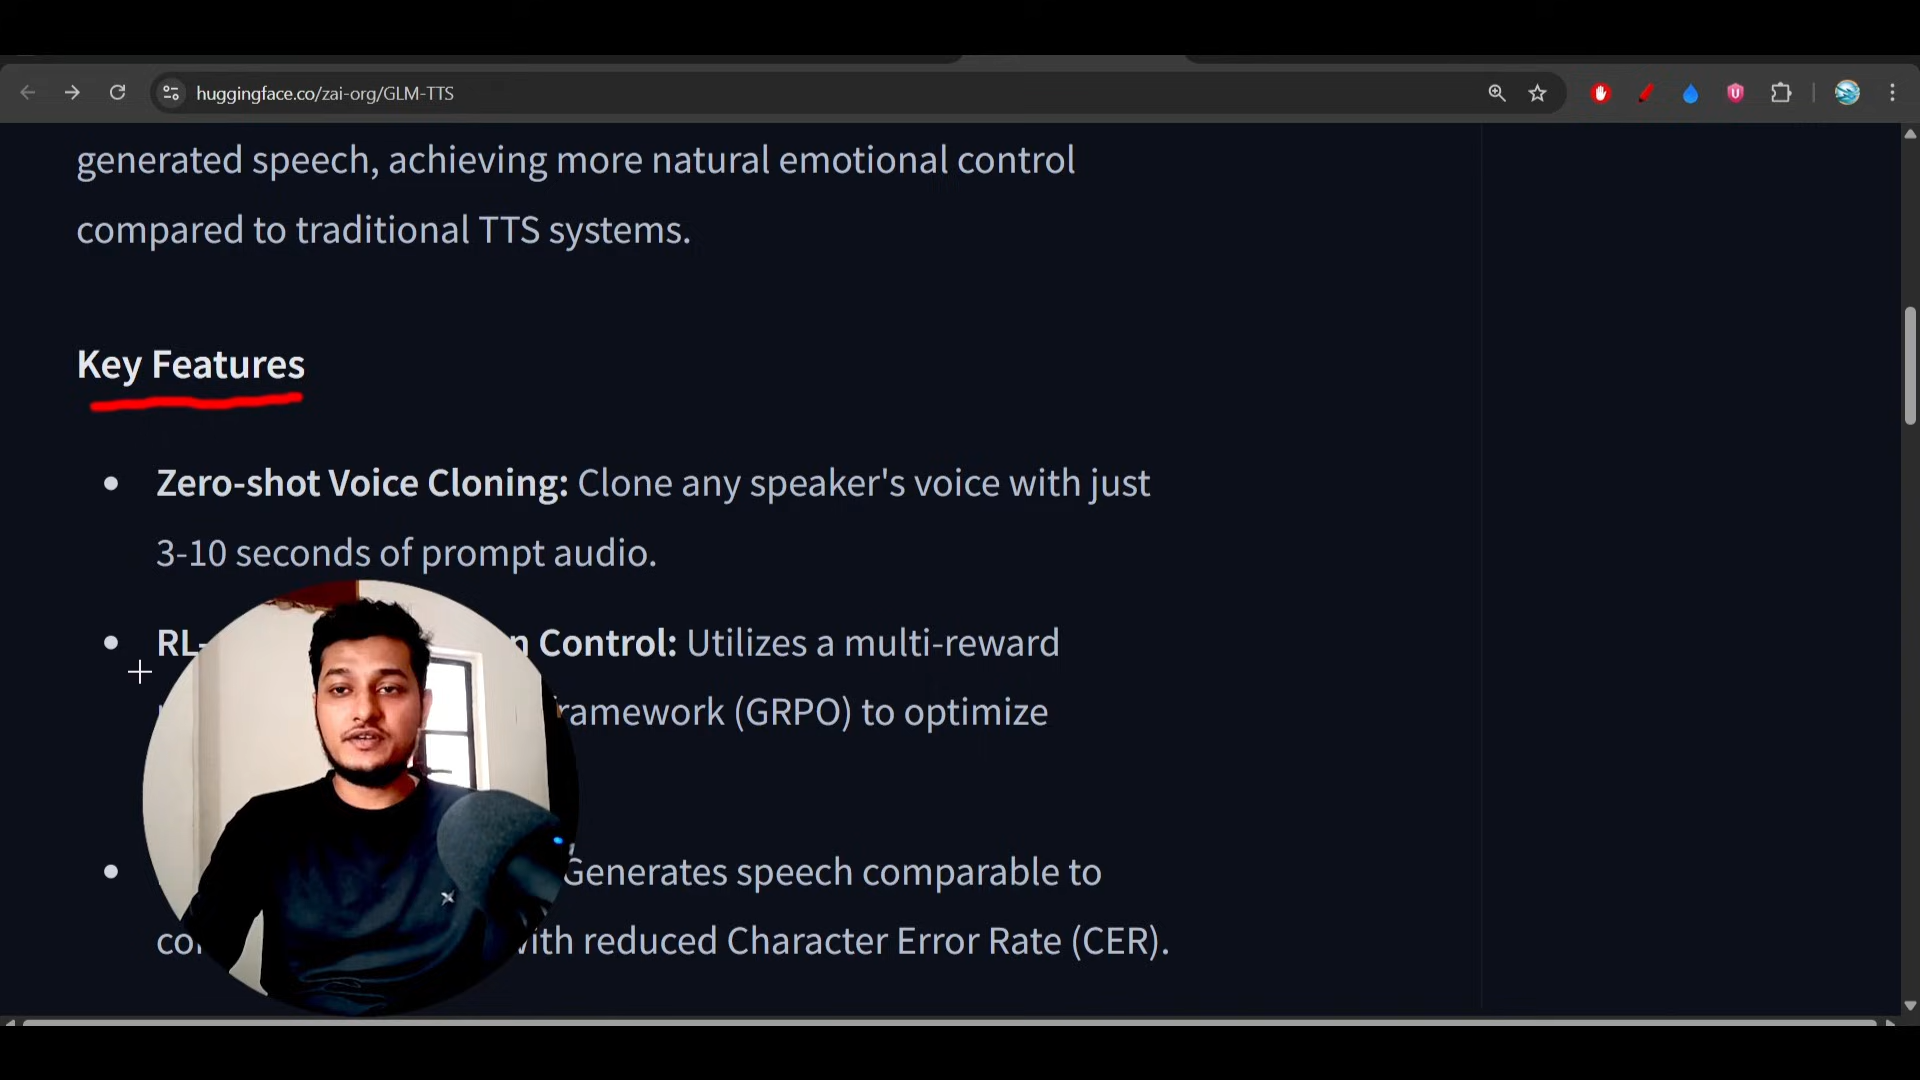 huggingface.co/zai-org/GLM-TTS
generated speech, achieving more natural emotional control
compared to traditional TTS systems.
Key Features
Zero-shot Voice Cloning: Clone any speaker's voice with just
3-10 seconds of prompt audio.
RL- Control: Utilizes a multi-reward
(GRPO) to optimize
Generates speech comparable to
reduced Character Error Rate (CER).